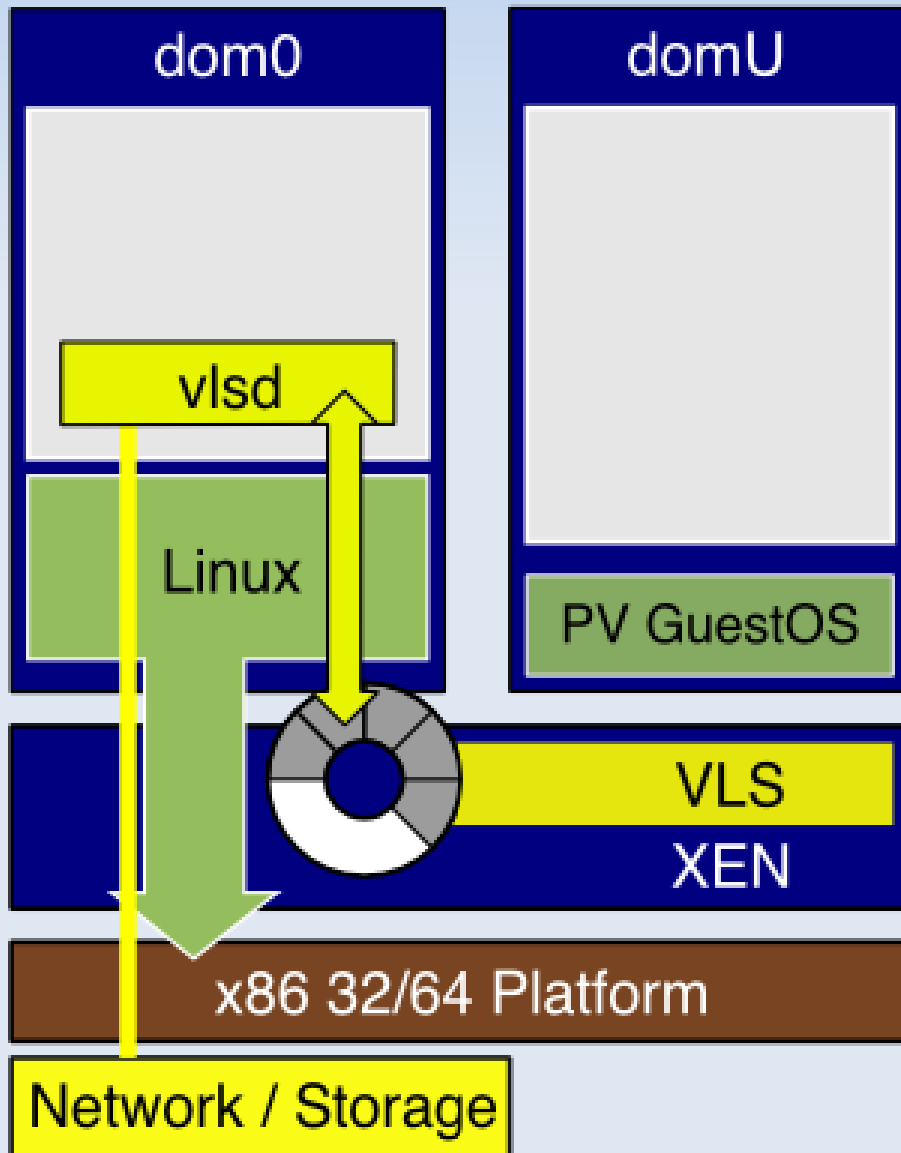 dom0
domU
vlsd
Linux
PV GuestOS
VLS
XEN
x86 32/64 Platform
Network / Storage